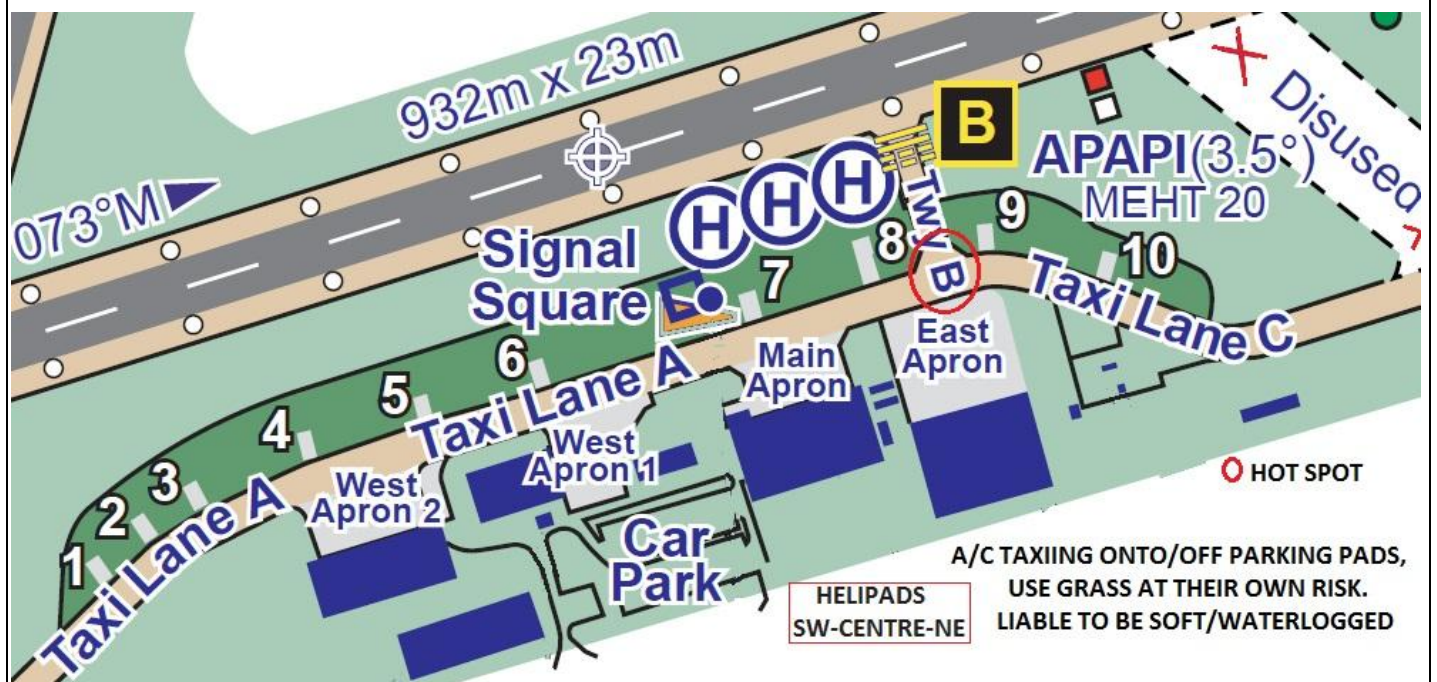 932m x 23m
073°M
B
APAPI(3.5°)
MEHT 20
Disused
H
H
H
Twy B
Signal
Square
1
2
3
4
5
6
7
8
9
10
Taxi Lane A
Taxi Lane A
Taxi Lane C
West
Apron 2
West
Apron 1
Main
Apron
East
Apron
Car
Park
HOT SPOT
HELIPADS
SW-CENTRE-NE
A/C TAXIING ONTO/OFF PARKING PADS,
USE GRASS AT THEIR OWN RISK.
LIABLE TO BE SOFT/WATERLOGGED